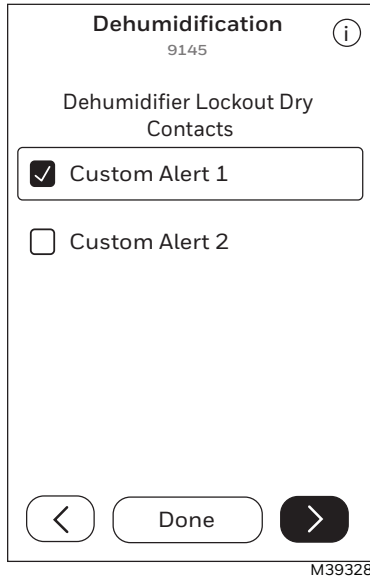 Dehumidification
9145
i
Dehumidifier Lockout Dry
Contacts
Custom Alert 1
Custom Alert 2
Done
M39328